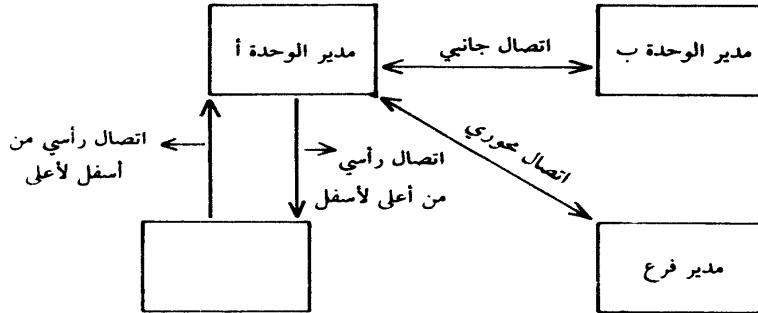 مدير الوحدة أ
اتصال جانبي
مدير الوحدة ب
اتصال محوري
اتصال رأسي من
أسفل لأعلى
اتصال رأسي
من أعلى لأسفل
مدير فرع